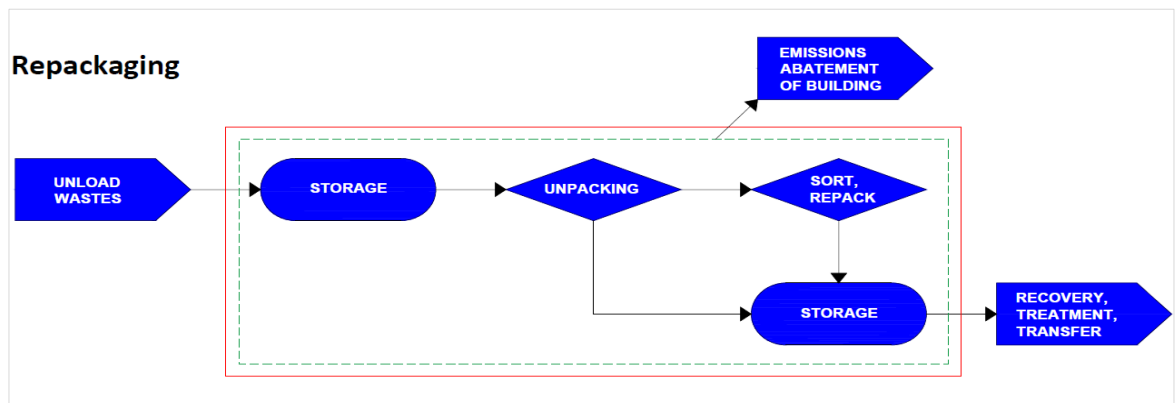 Repackaging
EMISSIONS
ABATEMENT
OF BUILDING
UNLOAD
WASTES
STORAGE
UNPACKING
SORT,
REPACK
STORAGE
RECOVERY,
TREATMENT,
TRANSFER